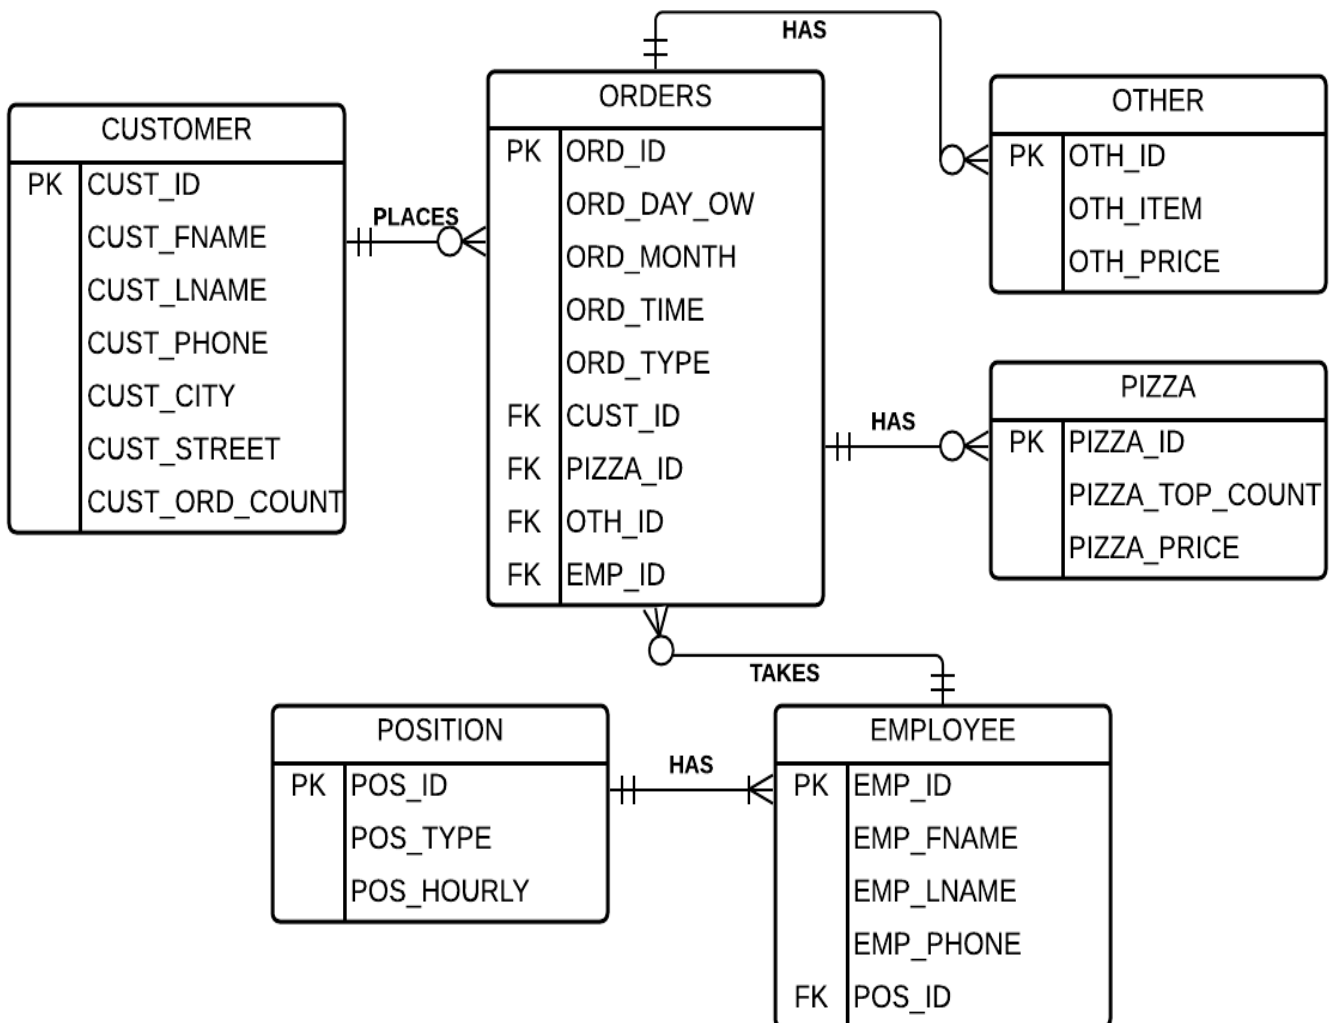 HAS
ORDERS
PK ORD_ID
ORD_DAY_OW
ORD_MONTH
ORD_TIME
ORD_TYPE
FK CUST_ID
FK PIZZA_ID
FK OTH_ID
FK EMP_ID
CUSTOMER
PK CUST_ID
CUST_FNAME
CUST_LNAME
CUST_PHONE
CUST_CITY
CUST_STREET
CUST_ORD_COUNT
PLACES
OTHER
PK OTH_ID
OTH_ITEM
OTH_PRICE
HAS
PIZZA
PK PIZZA_ID
PIZZA_TOP_COUNT
PIZZA_PRICE
TAKES
POSITION
PK POS_ID
POS_TYPE
POS_HOURLY
HAS
EMPLOYEE
PK EMP_ID
EMP_FNAME
EMP_LNAME
EMP_PHONE
FK POS_ID